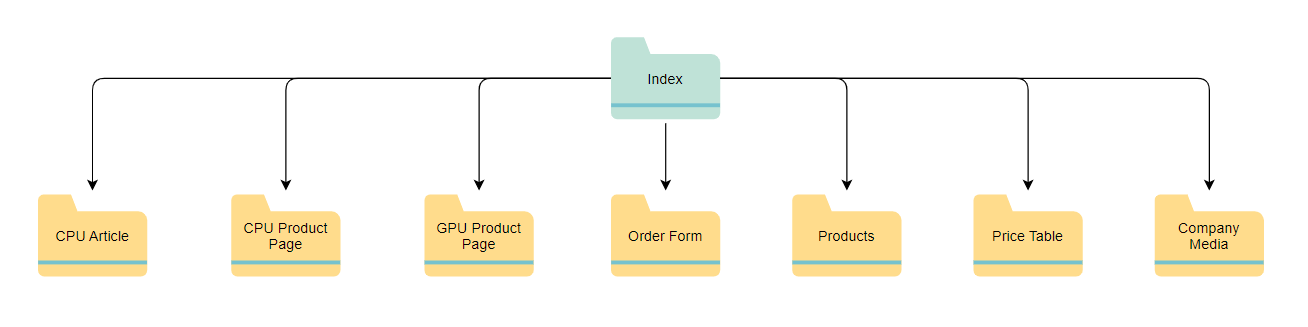 Index
CPU Article
CPU Product
Page
GPU Product
Page
Order Form
Products
Price Table
Company
Media